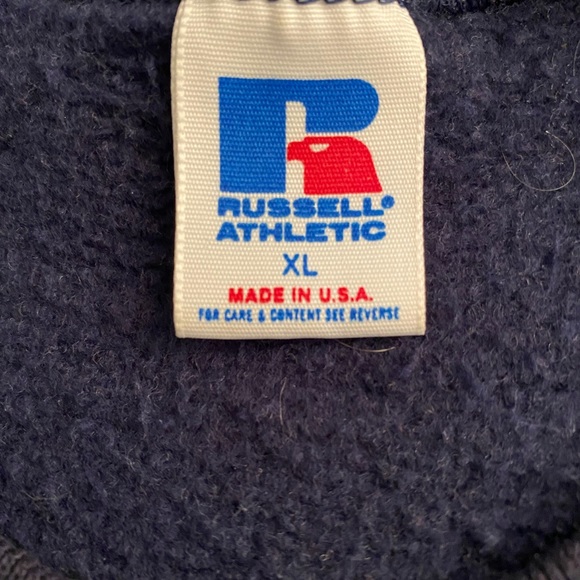 RUSSELL®
ATHLETIC
XL
MADE IN U.S.A.
FOR CARE & CONTENT SEE REVERSE